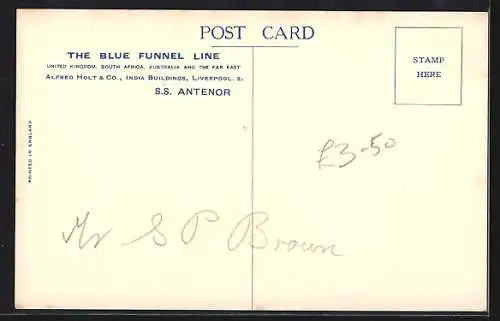 POST CARD
THE BLUE FUNNEL LINE
UNITED KINGDOM, SOUTH AFRICA, AUSTRALIA AND THE FAR EAST
ALFRED HOLT & CO., INDIA BUILDINGS, LIVERPOOL. 2.
S.S. ANTENOR
STAMP
HERE
PRINTED IN ENGLAND
£3-50
Mr S P Brown